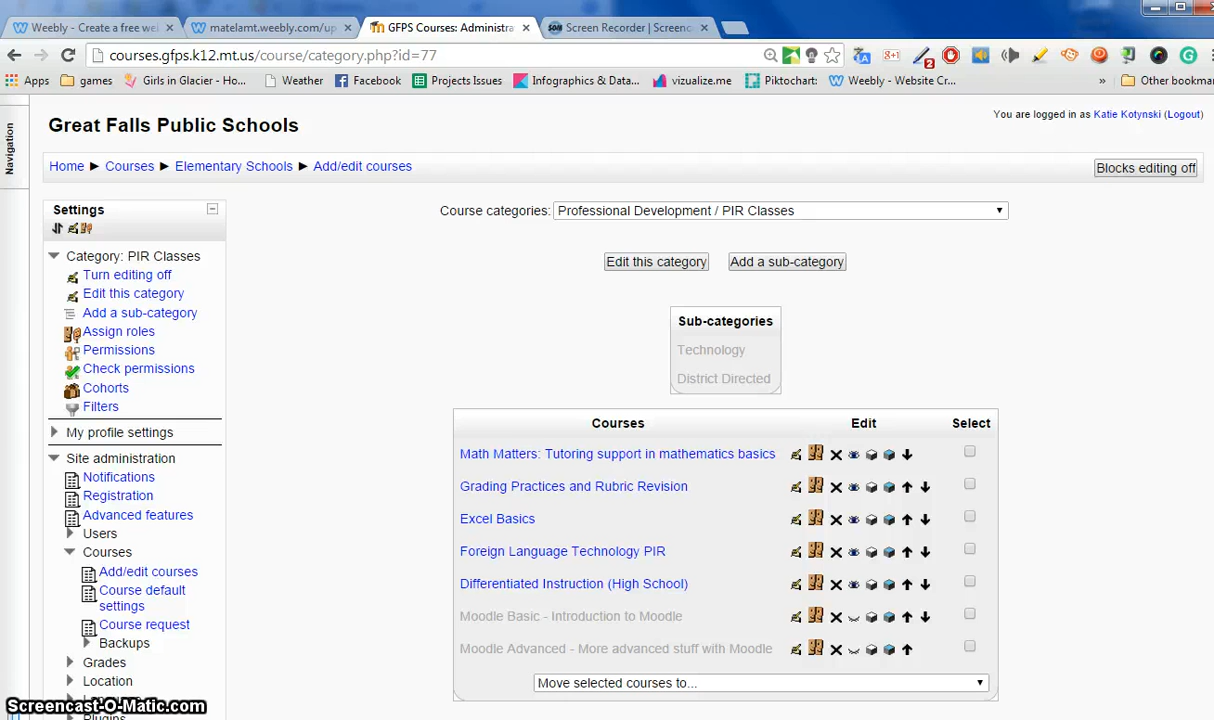 Weebly - Create a free wel
matelamt.weebly.com/up
GFPS Courses: Administra
Screen Recorder | Screenc
courses.gfps.k12.mt.us/course/category.php?id=77
Apps games Girls in Glacier - Ho... Weather Facebook Projects Issues Infographics & Data... vizualize.me Piktochart: Weebly - Website Cr... » Other bookmar
Navigation
Great Falls Public Schools
You are logged in as Katie Kotynski (Logout)
Home ► Courses ► Elementary Schools ► Add/edit courses
Blocks editing off
Settings
Category: PIR Classes
Turn editing off
Edit this category
Add a sub-category
Assign roles
Permissions
Check permissions
Cohorts
Filters
My profile settings
Site administration
Notifications
Registration
Advanced features
Users
Courses
Add/edit courses
Course default
settings
Course request
Backups
Grades
Location
Course categories: Professional Development / PIR Classes
Edit this category Add a sub-category
Sub-categories
Technology
District Directed
Courses Edit Select
Math Matters: Tutoring support in mathematics basics
Grading Practices and Rubric Revision
Excel Basics
Foreign Language Technology PIR
Differentiated Instruction (High School)
Moodle Basic - Introduction to Moodle
Moodle Advanced - More advanced stuff with Moodle
Move selected courses to...
Screencast-O-Matic.com